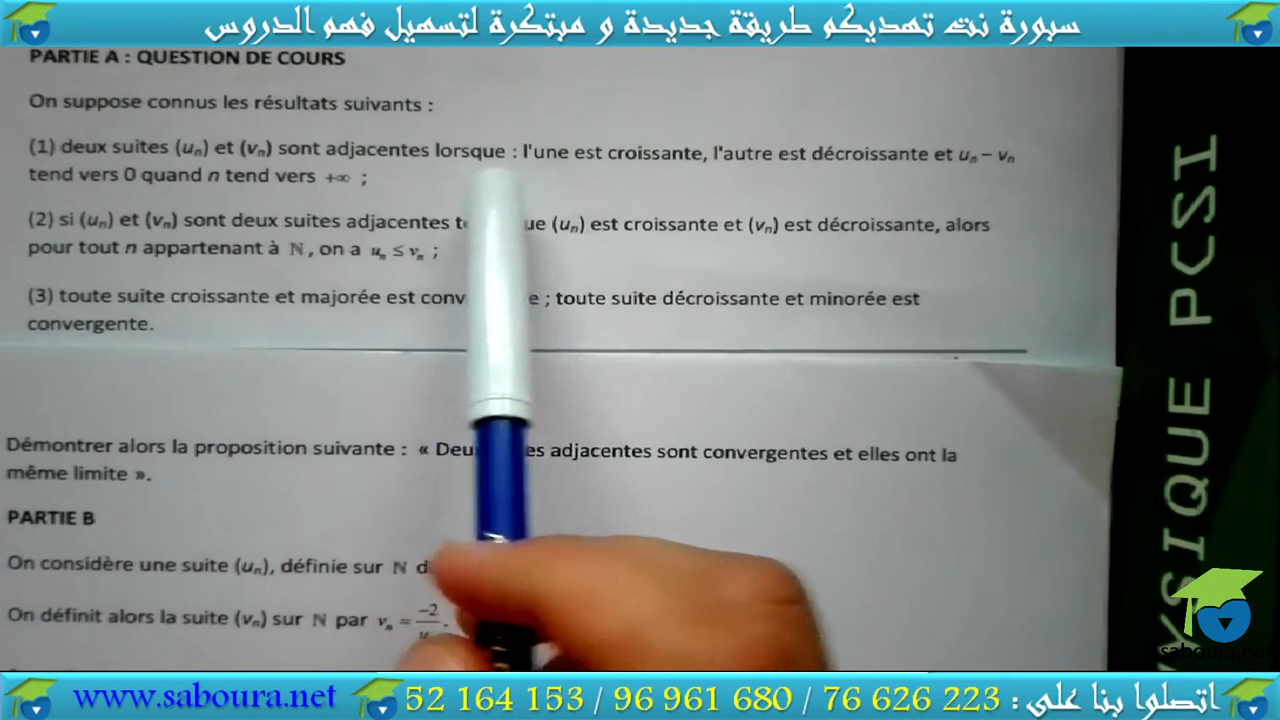 سبورة نت تهديكم طريقة جديدة و مبتكرة لتسهيل فهم الدروس
PARTIE A : QUESTION DE COURS
On suppose connus les résultats suivants :
(1) deux suites (uₙ) et (vₙ) sont adjacentes lorsque : l'une est croissante, l'autre est décroissante et uₙ – vₙ
tend vers 0 quand n tend vers +∞ ;
(2) si (uₙ) et (vₙ) sont deux suites adjacentes (uₙ) est croissante et (vₙ) est décroissante, alors
pour tout n appartenant à ℕ, on a uₙ ≤ vₙ ;
(3) toute suite croissante et majorée est ; toute suite décroissante et minorée est
convergente.
Démontrer alors la proposition suivante : « adjacentes sont convergentes et elles ont la
même limite ».
PARTIE B
On considère une suite (uₙ), définie sur ℕ
On définit alors la suite (vₙ) sur ℕ par vₙ = -2
PCSI
saboura.net
www.saboura.net
52 164 153 / 96 961 680 / 76 626 223 : اتصلوا بنا على